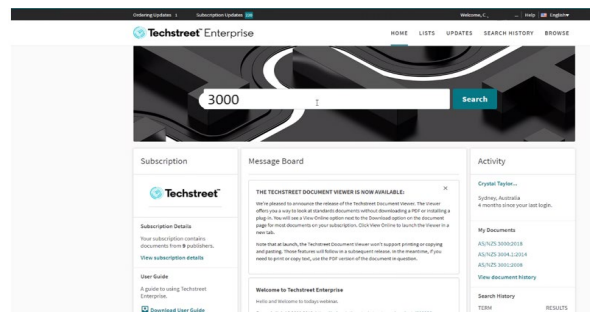 Ordering Updates 1 Subscription Updates
Welcome, C Help English
Techstreet Enterprise
HOME LISTS UPDATES SEARCH HISTORY BROWSE
3000
Search
Subscription
Techstreet
Subscription Details
Your subscription contains
documents from 9 publishers.
View subscription details
User Guide
A guide to using Techstreet
Enterprise.
Download User Guide
Message Board
THE TECHSTREET DOCUMENT VIEWER IS NOW AVAILABLE:
We're pleased to announce the release of the Techstreet Document Viewer. The Viewer
offers you a way to look at standards documents without downloading a PDF or installing a
plug-in. You will see a View Online option next to the Download option on the document
page for most documents on your subscription. Click View Online to launch the Viewer in a
new tab.
Note that at launch, the Techstreet Document Viewer won't support printing or copying
and pasting. Those features will follow in a subsequent release. In the meantime, if you
need to print or copy text, use the PDF version of the document in question.
Welcome to Techstreet Enterprise
Hello and Welcome to todays webinar.
Activity
Crystal Taylor...
Sydney, Australia
4 months since your last login.
My Documents
AS/NZS 3000:2018
AS/NZS 3004.2:2014
AS/NZS 3001:2008
View document history
Search History
TERM RESULTS